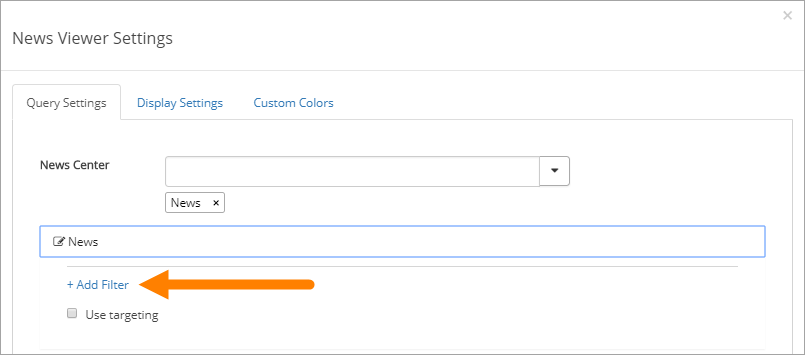 News Viewer Settings
Query Settings Display Settings Custom Colors
News Center
News ×
News
+ Add Filter
Use targeting